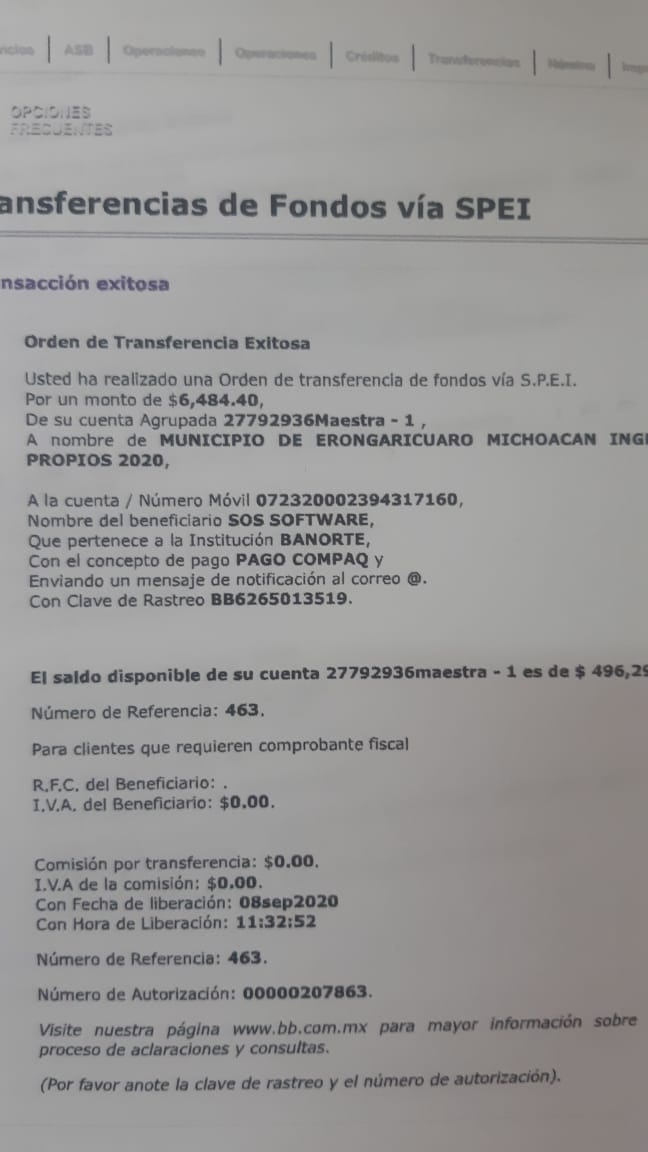 ASB Operaciones Operaciones Créditos Transferencias Nómina
OPCIONES
FRECUENTES
ansferencias de Fondos vía SPEI
nsacción exitosa
Orden de Transferencia Exitosa
Usted ha realizado una Orden de transferencia de fondos vía S.P.E.I.
Por un monto de $6,484.40,
De su cuenta Agrupada 27792936Maestra - 1 ,
A nombre de MUNICIPIO DE ERONGARICUARO MICHOACAN ING
PROPIOS 2020,
A la cuenta / Número Móvil 072320002394317160,
Nombre del beneficiario SOS SOFTWARE,
Que pertenece a la Institución BANORTE,
Con el concepto de pago PAGO COMPAQ y
Enviando un mensaje de notificación al correo @.
Con Clave de Rastreo BB6265013519.
El saldo disponible de su cuenta 27792936maestra - 1 es de $ 496,29
Número de Referencia: 463.
Para clientes que requieren comprobante fiscal
R.F.C. del Beneficiario: .
I.V.A. del Beneficiario: $0.00.
Comisión por transferencia: $0.00.
I.V.A de la comisión: $0.00.
Con Fecha de liberación: 08sep2020
Con Hora de Liberación: 11:32:52
Número de Referencia: 463.
Número de Autorización: 00000207863.
Visite nuestra página www.bb.com.mx para mayor información sobre
proceso de aclaraciones y consultas.
(Por favor anote la clave de rastreo y el número de autorización).